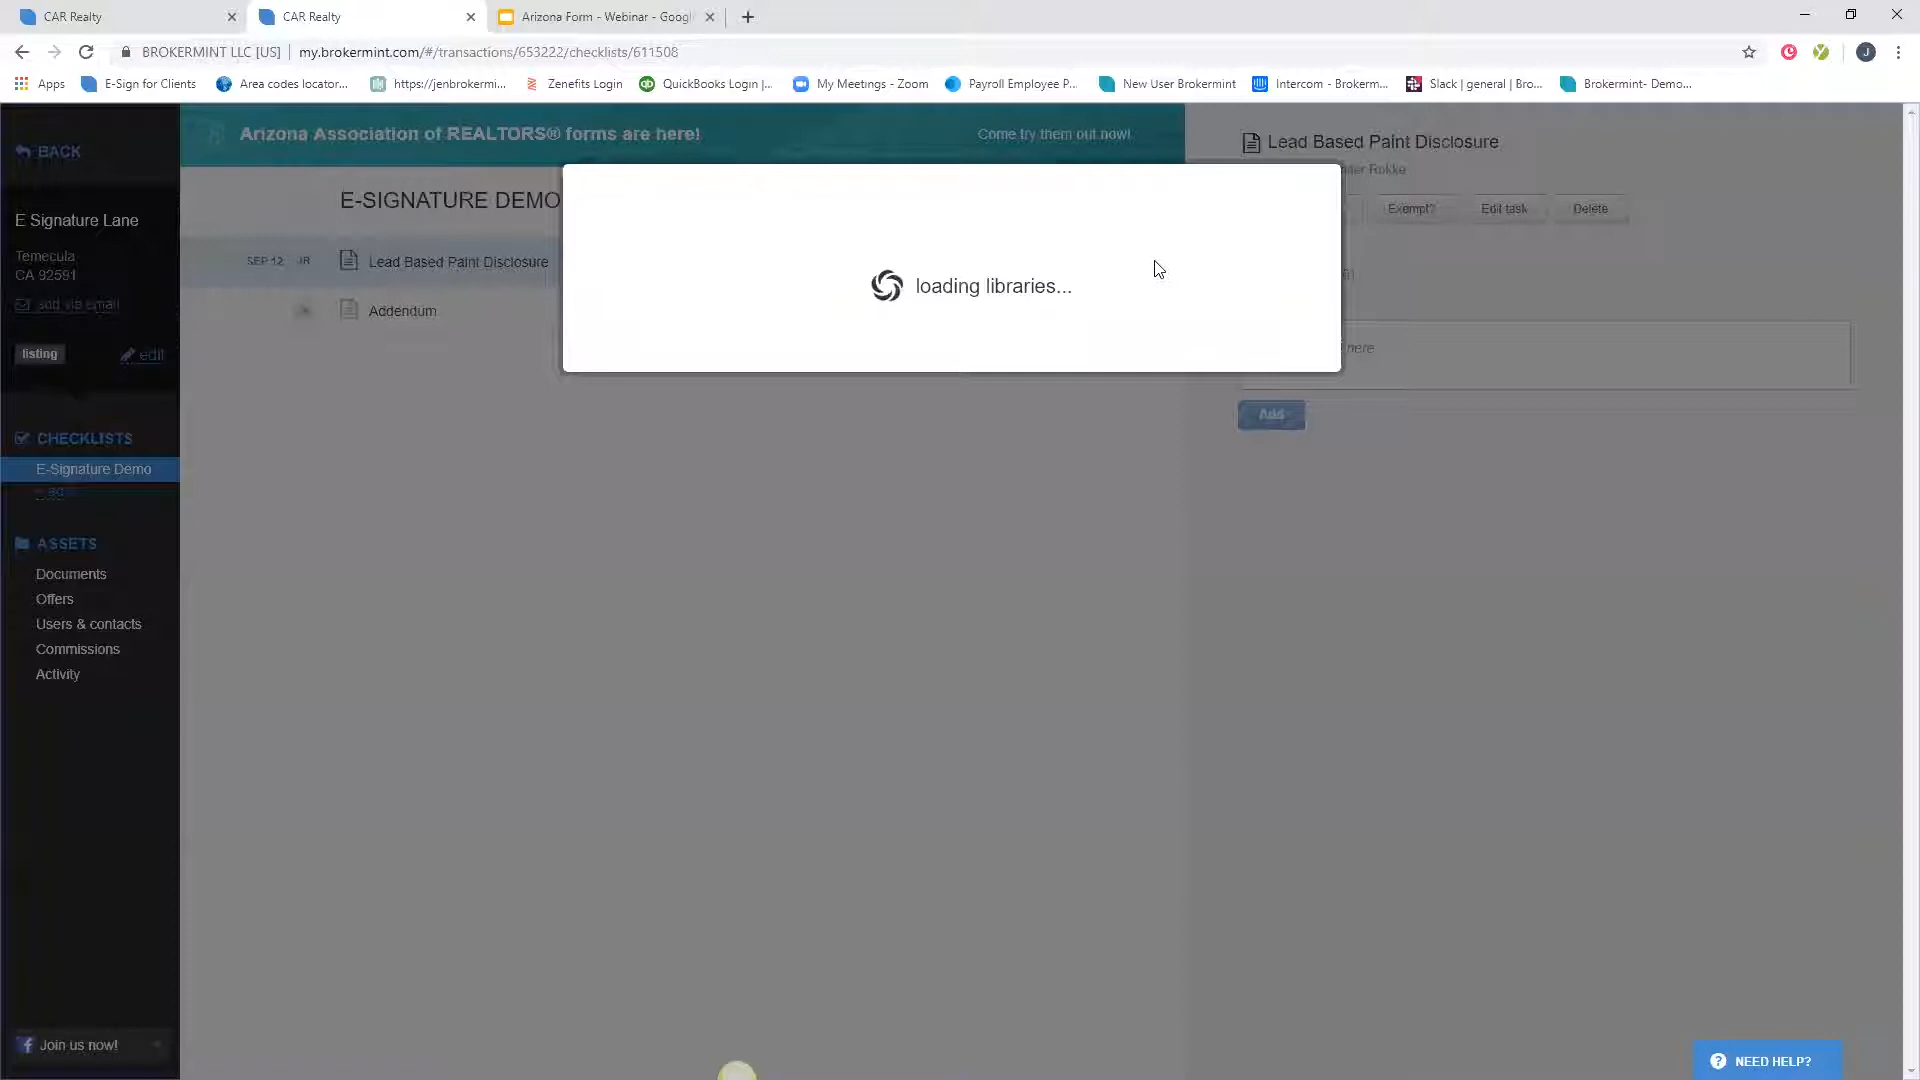 CAR Realty
CAR Realty
Arizona Form - Webinar - Googl
BROKERMINT LLC [US] | my.brokermint.com/#/transactions/653222/checklists/611508
J
Apps
E-Sign for Clients
Area codes locator...
https://jenbrokermi...
Zenefits Login
QuickBooks Login |...
My Meetings - Zoom
Payroll Employee P...
New User Brokermint
Intercom - Brokerm...
Slack | general | Bro...
Brokermint- Demo...
BACK
E Signature Lane
Temecula
CA 92591
add via email
listing
edit
CHECKLISTS
E-Signature Demo
ASSETS
Documents
Offers
Users & contacts
Commissions
Activity
Join us now!
Arizona Association of REALTORS® forms are here!
Come try them out now!
E-SIGNATURE DEMO
SEP 12 JR Lead Based Paint Disclosure
Addendum
loading libraries...
Lead Based Paint Disclosure
Rokke
Exempt?
Edit task
Delete
here
Add
NEED HELP?